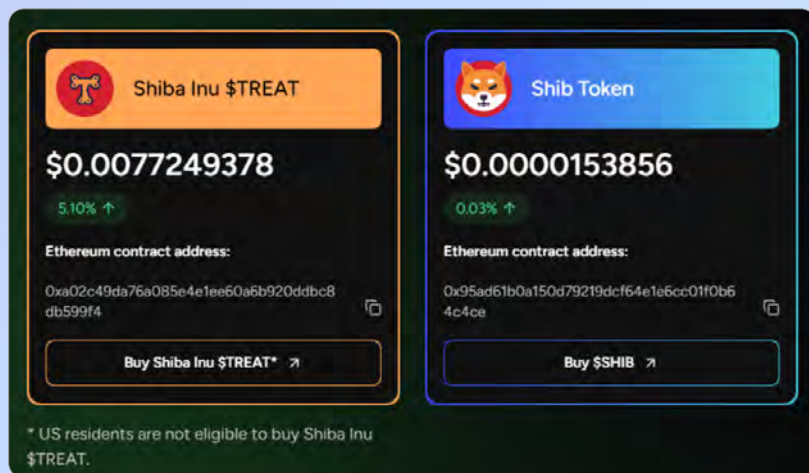 Shiba Inu $TREAT
$0.0077249378
5.10% ↑
Ethereum contract address:
0xa02c49da76a085e4e1ee60a6b920ddbc8
db599f4
Buy Shiba Inu $TREAT* ↗
* US residents are not eligible to buy Shiba Inu
$TREAT.
Shib Token
$0.0000153856
0.03% ↑
Ethereum contract address:
0x95ad61b0a150d79219dcf64e1e6cc01f0b6
4c4ce
Buy $SHIB ↗